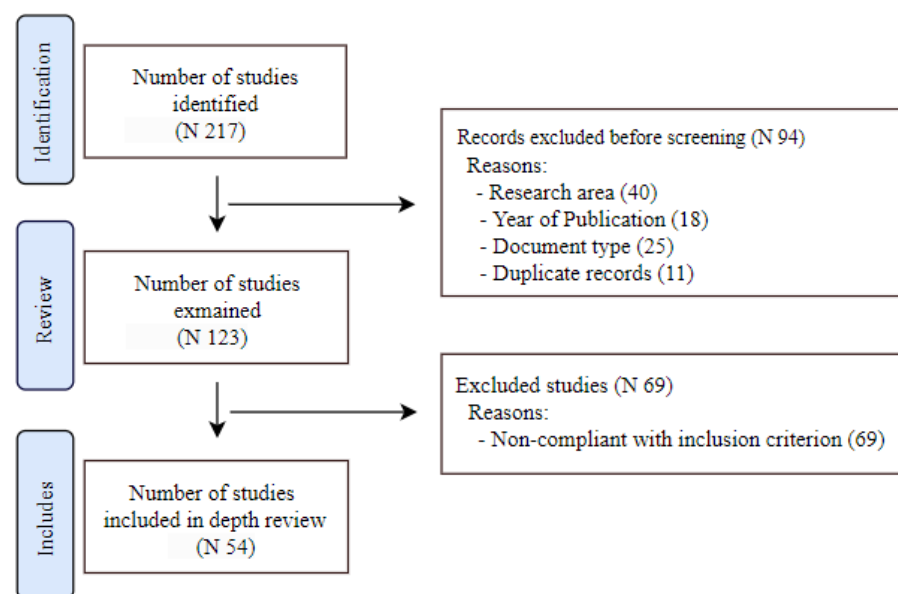 Identification
Number of studies
identified
(N 217)
Records excluded before screening (N 94)
Reasons:
- Research area (40)
- Year of Publication (18)
- Document type (25)
- Duplicate records (11)
Review
Number of studies
exmained
(N 123)
Excluded studies (N 69)
Reasons:
- Non-compliant with inclusion criterion (69)
Includes
Number of studies
included in depth review
(N 54)